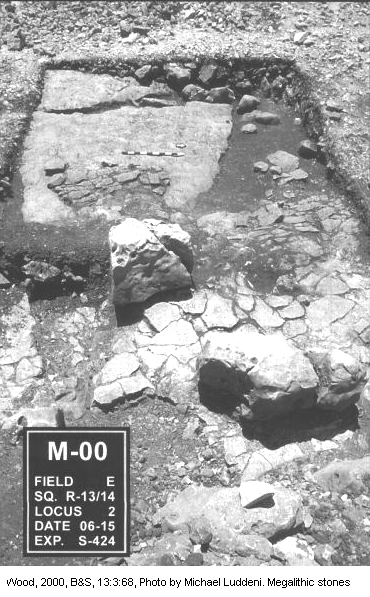 M-00
FIELD E
SQ. R-13/14
LOCUS 2
DATE 06-15
EXP. S-424
Wood, 2000, B&S, 13:3:68, Photo by Michael Luddeni. Megalithic stones